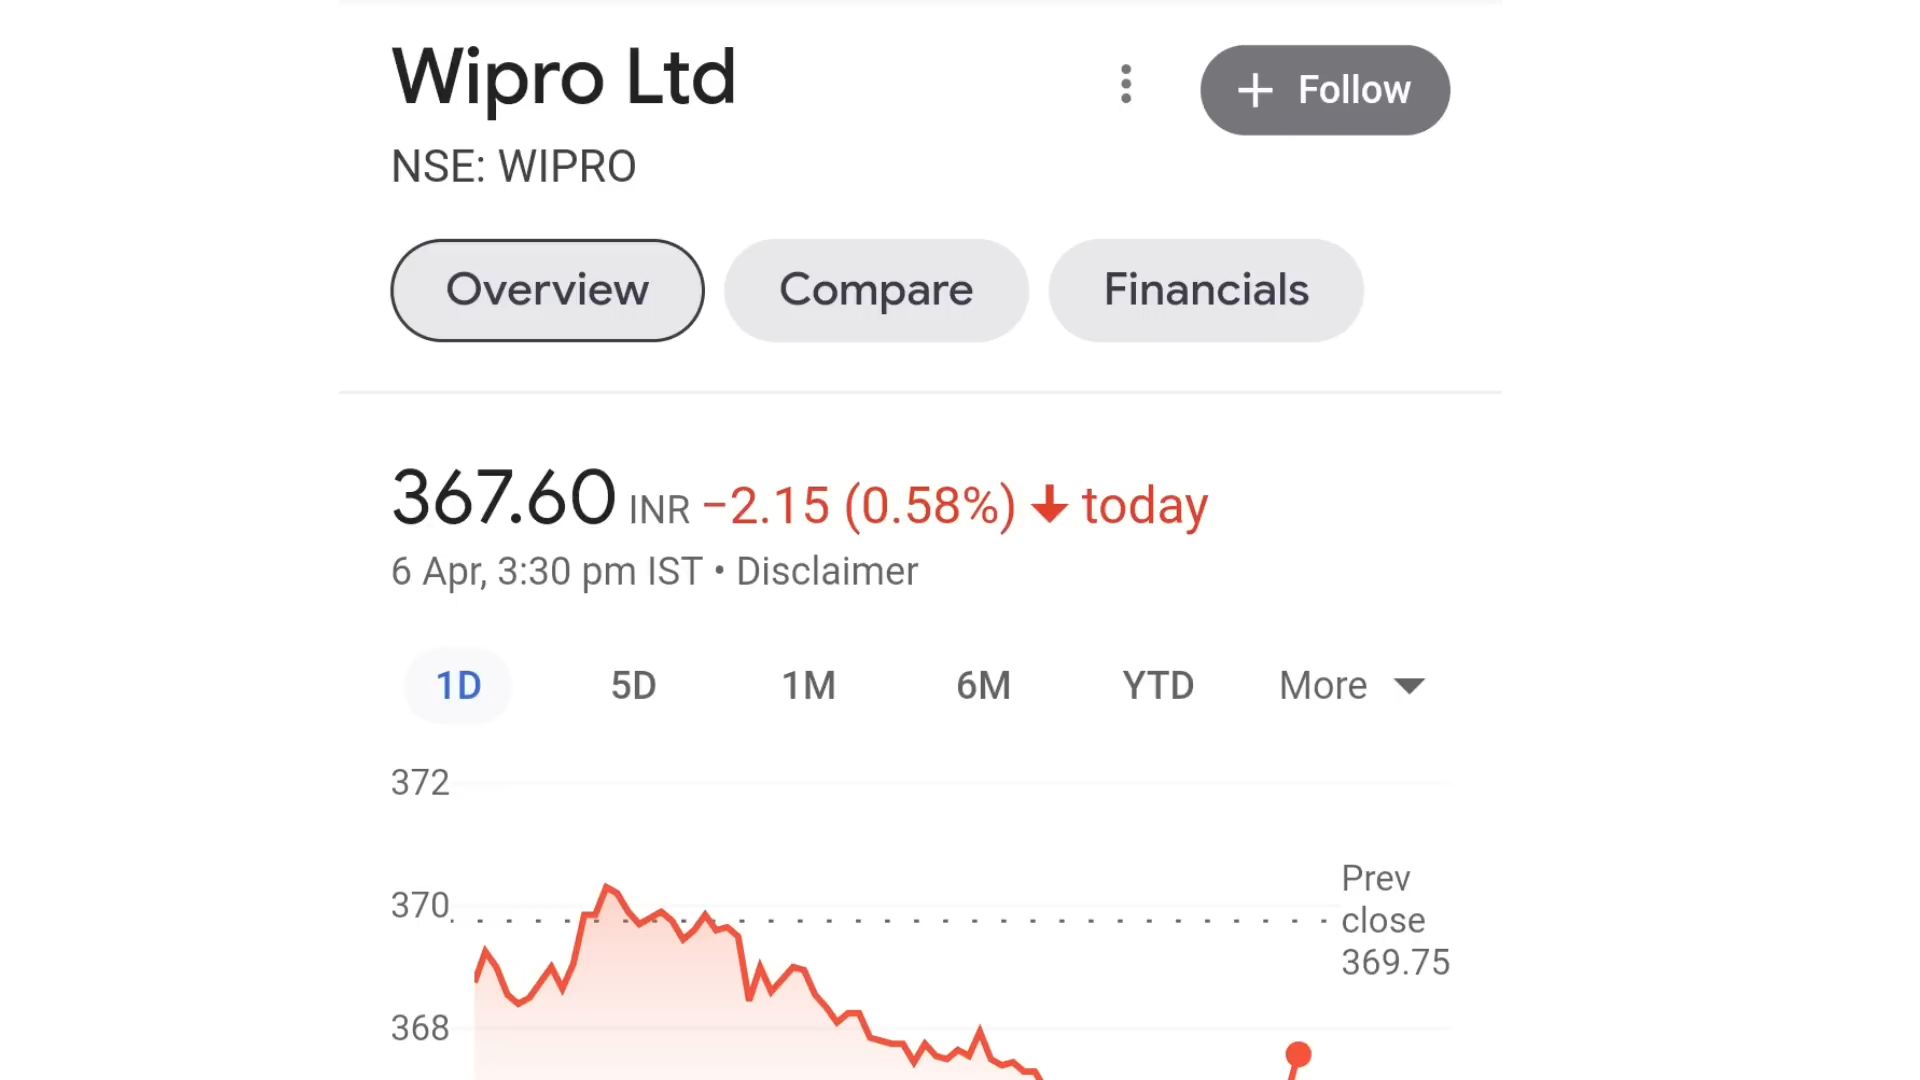 Wipro Ltd
+ Follow
NSE: WIPRO
Overview
Compare
Financials
367.60 INR −2.15 (0.58%) ↓ today
6 Apr, 3:30 pm IST • Disclaimer
1D 5D 1M 6M YTD More
372
370
Prev
close
369.75
368